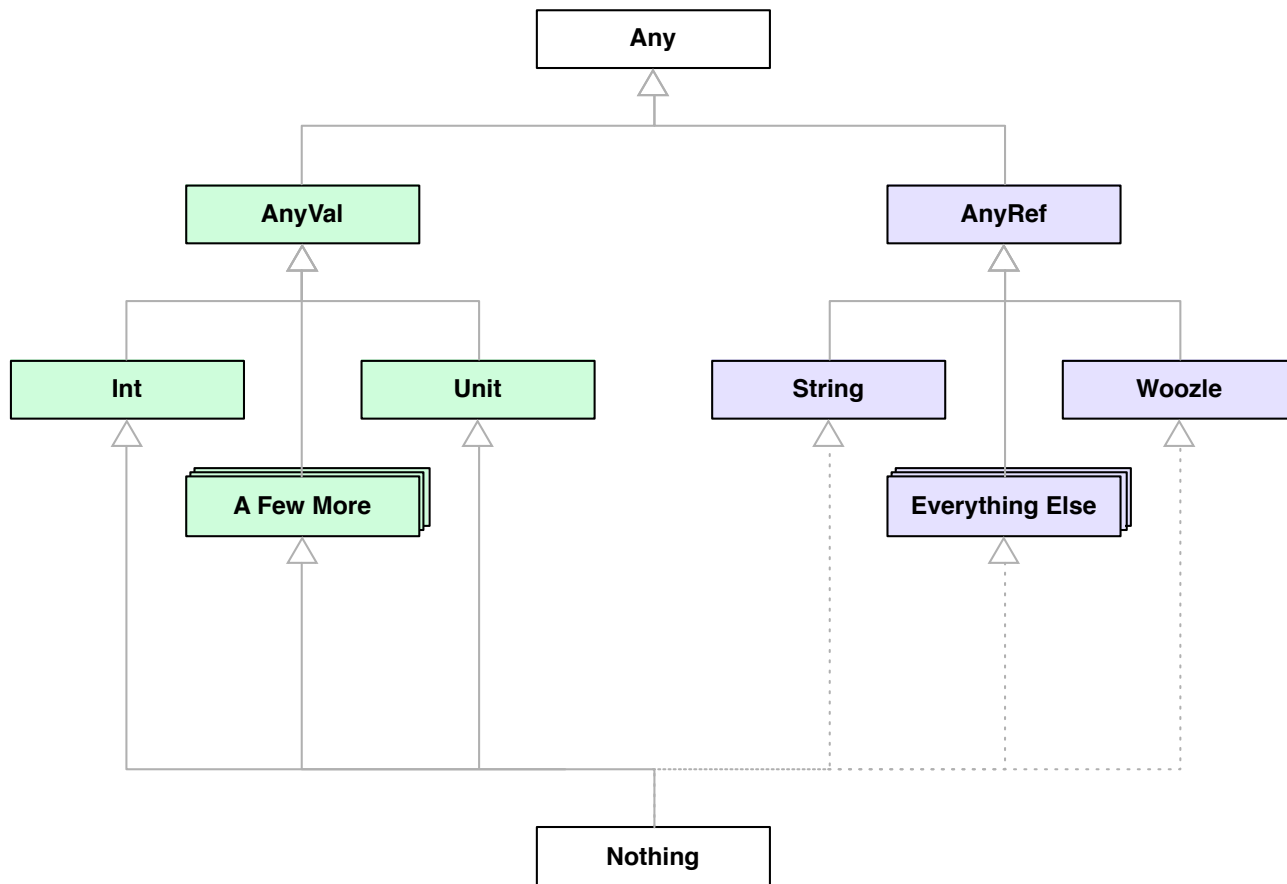 Any
AnyVal
AnyRef
Int
Unit
String
Woozle
A Few More
Everything Else
Nothing